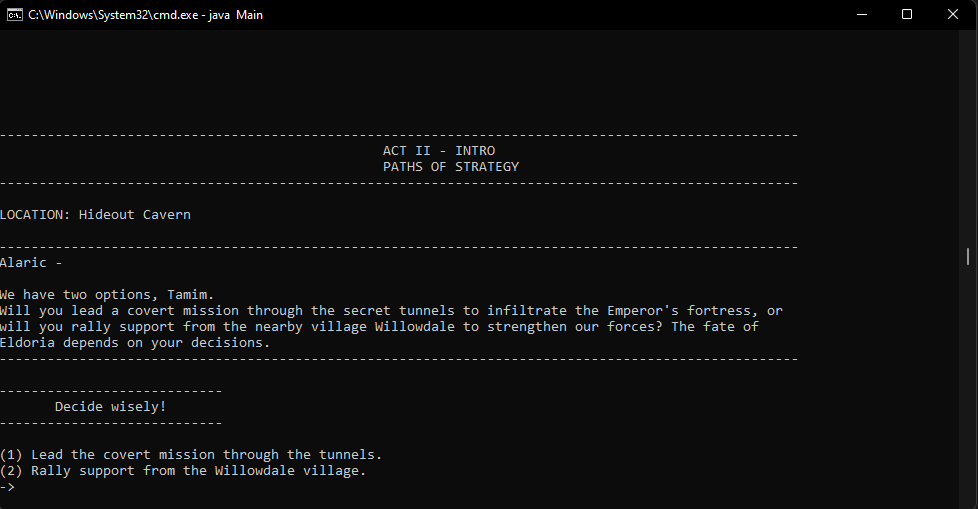 C:\Windows\System32\cmd.exe - java Main
--------------------------------------------------------------------------------------------------------
ACT II - INTRO
PATHS OF STRATEGY
--------------------------------------------------------------------------------------------------------
LOCATION: Hideout Cavern
--------------------------------------------------------------------------------------------------------
Alaric -
We have two options, Tamim.
Will you lead a covert mission through the secret tunnels to infiltrate the Emperor's fortress, or
will you rally support from the nearby village Willowdale to strengthen our forces? The fate of
Eldoria depends on your decisions.
--------------------------------------------------------------------------------------------------------
----------------------------
Decide wisely!
----------------------------
(1) Lead the covert mission through the tunnels.
(2) Rally support from the Willowdale village.
->